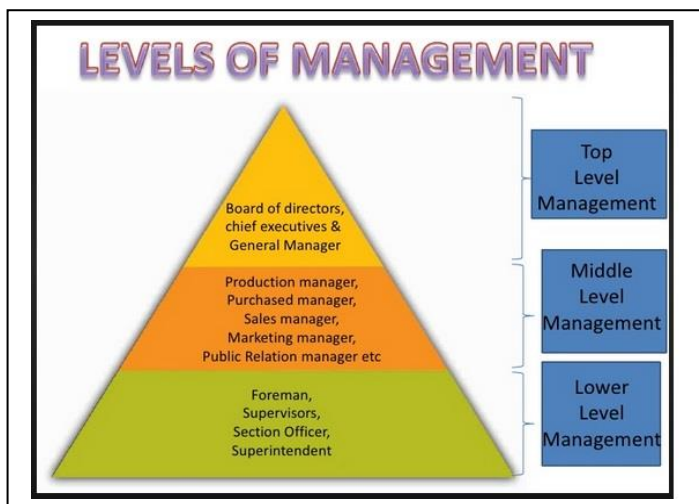 LEVELS OF MANAGEMENT
Board of directors,
chief executives &
General Manager
Top
Level
Management
Production manager,
Purchased manager,
Sales manager,
Marketing manager,
Public Relation manager etc
Middle
Level
Management
Foreman,
Supervisors,
Section Officer,
Superintendent
Lower
Level
Management